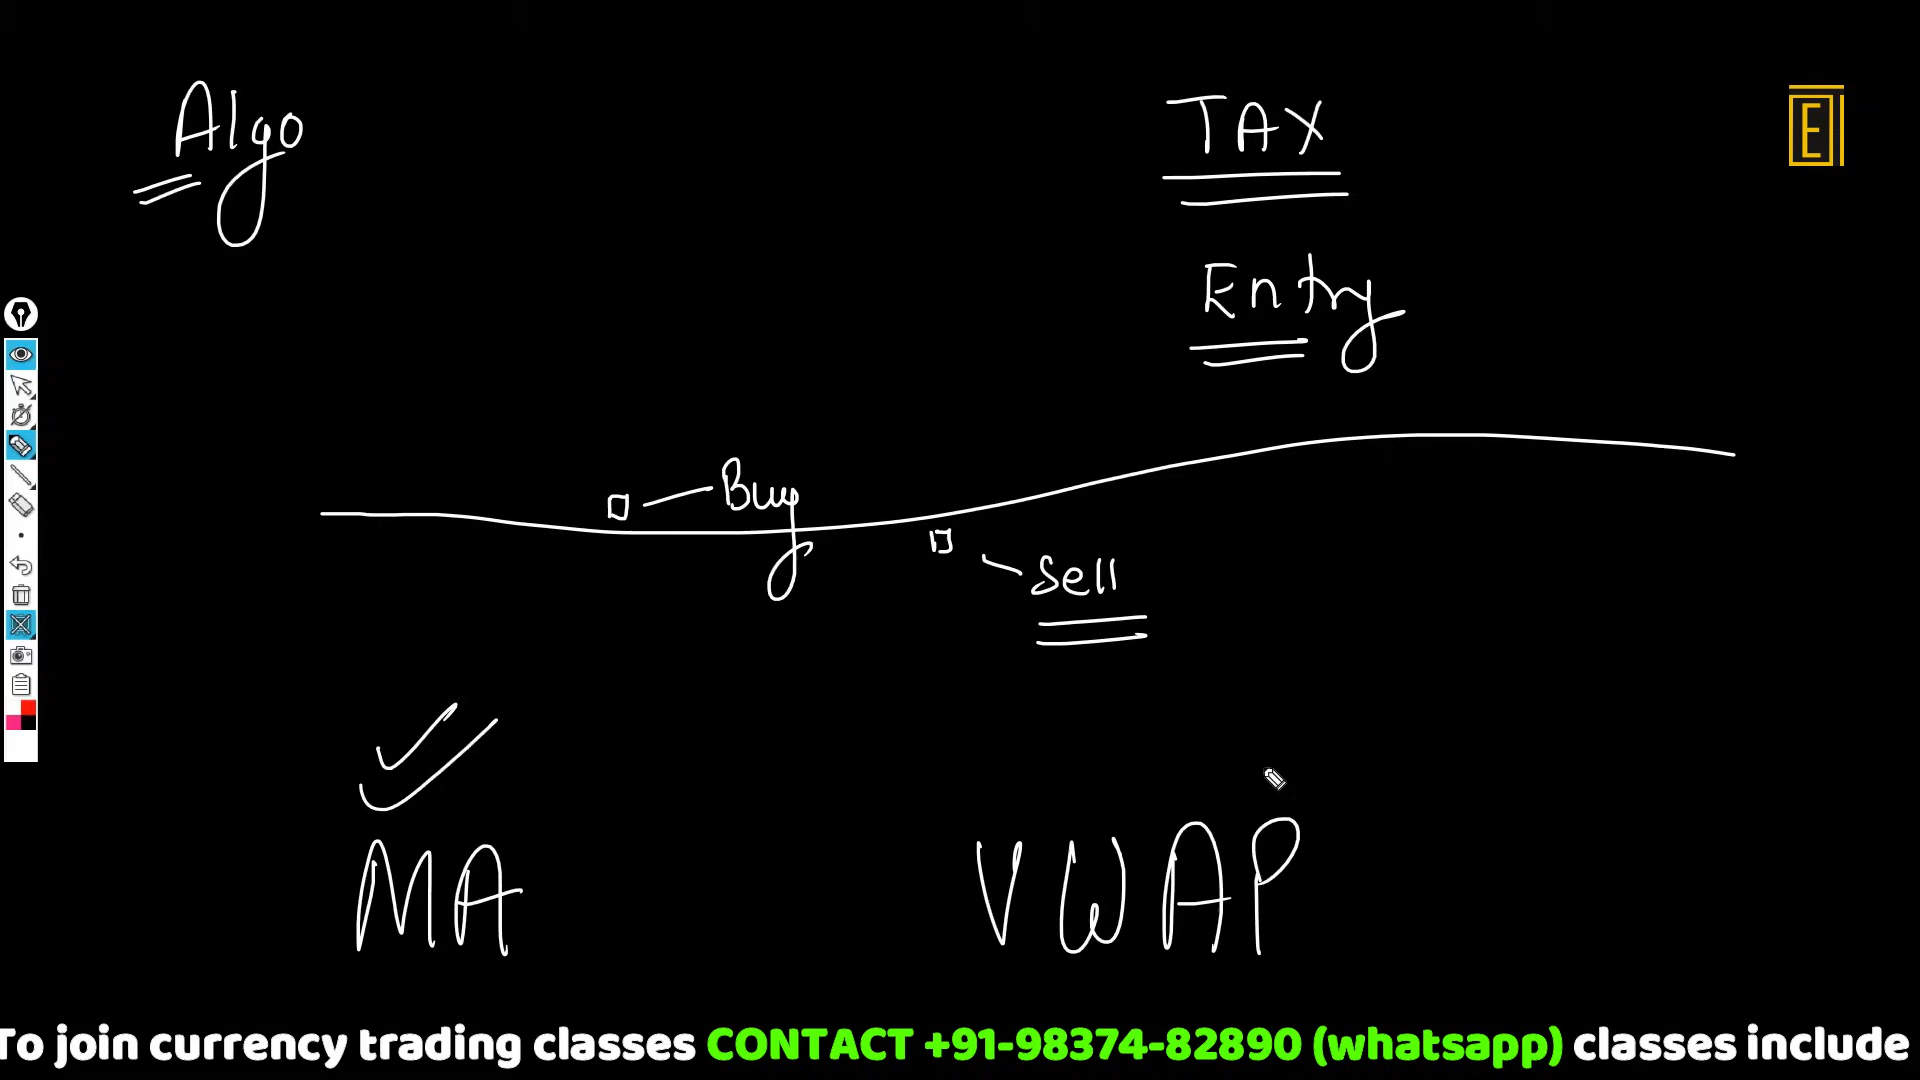 Algo
TAX
E
Entry
Buy
Sell
MA
VWAP
To join currency trading classes CONTACT +91-98374-82890 (whatsapp) classes include